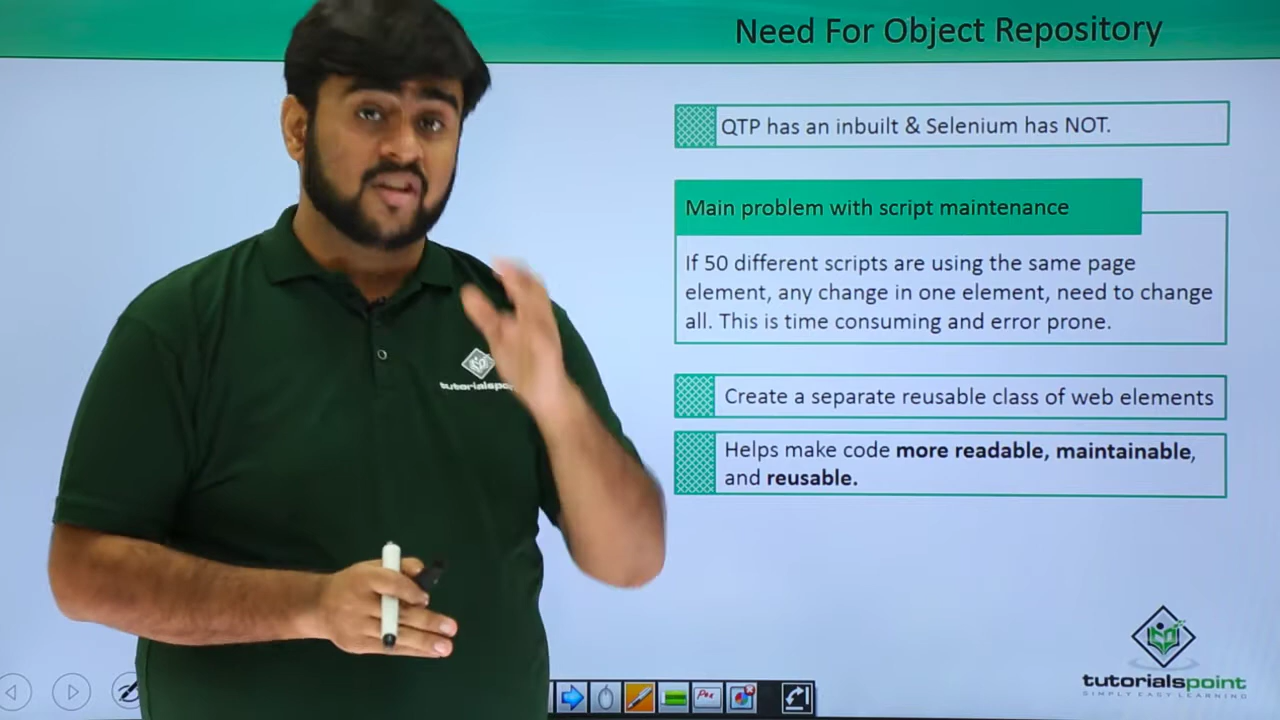 Need For Object Repository
QTP has an inbuilt & Selenium has NOT.
Main problem with script maintenance
If 50 different scripts are using the same page
element, any change in one element, need to change
all. This is time consuming and error prone.
Create a separate reusable class of web elements
Helps make code more readable, maintainable,
and reusable.
tutorialspoint
SIMPLY EASY LEARNING